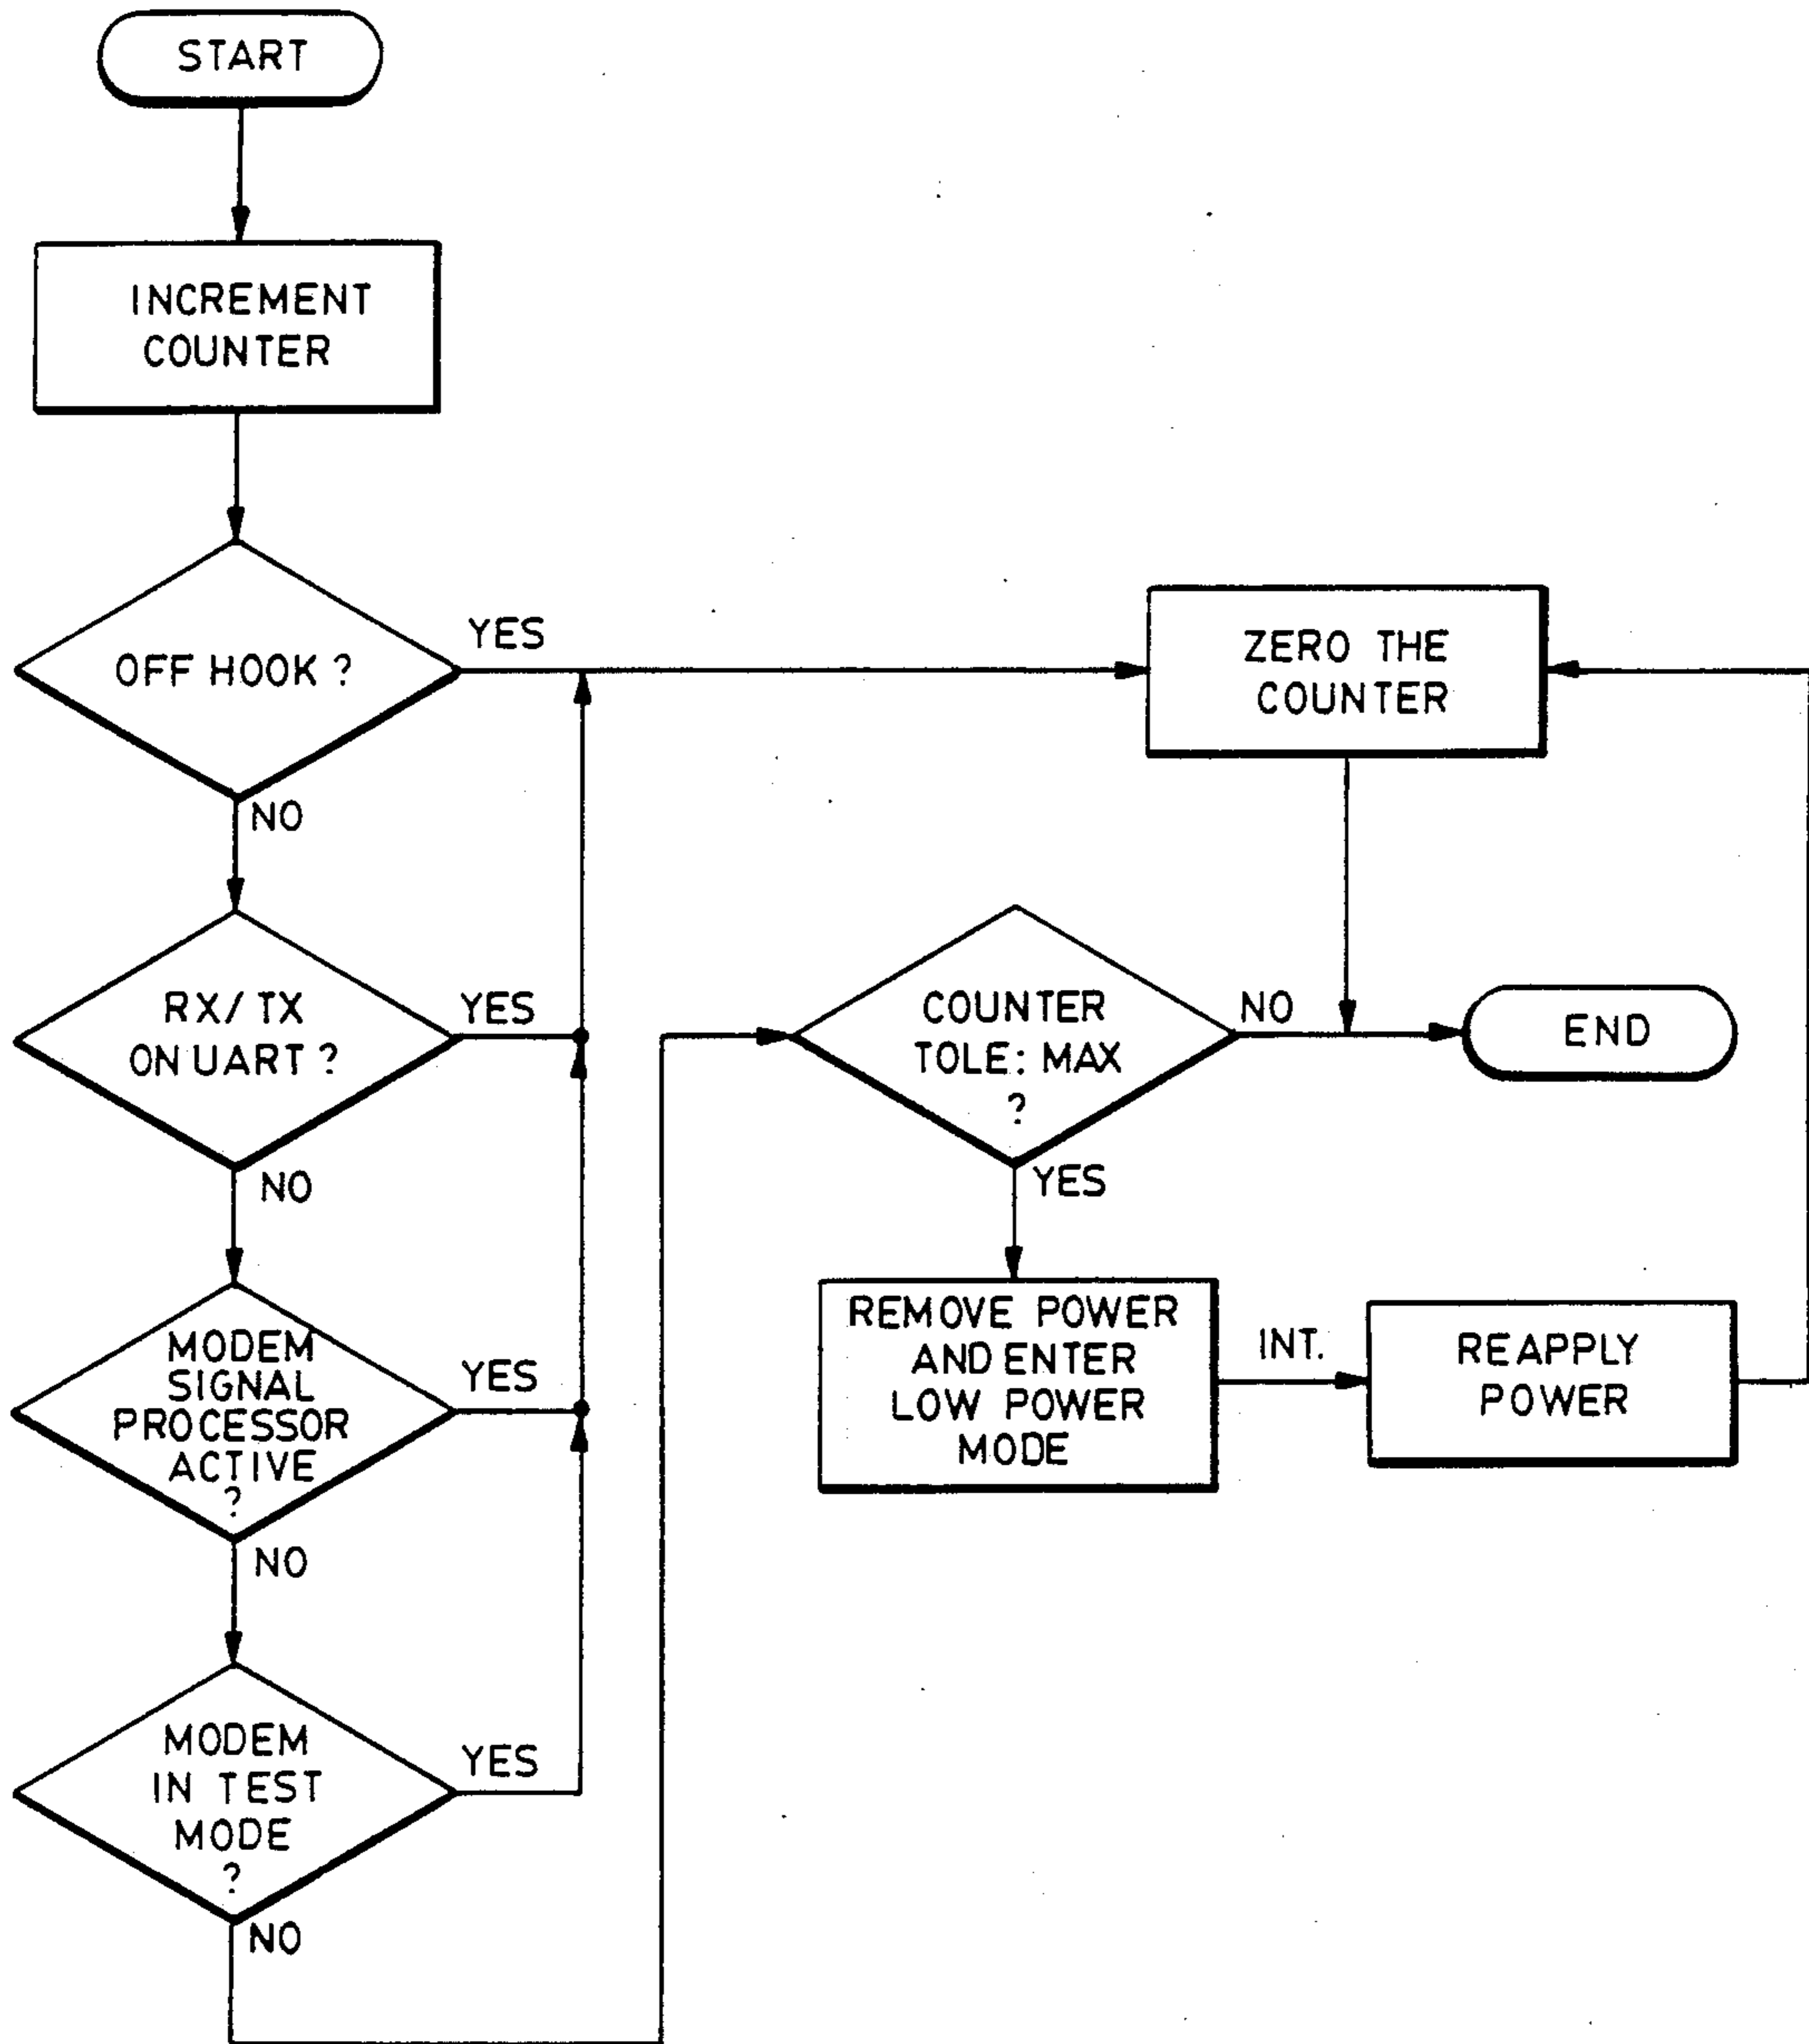 START
INCREMENT
COUNTER
OFF HOOK ?
YES
NO
RX/TX
ON UART ?
YES
NO
MODEM
SIGNAL
PROCESSOR
ACTIVE
?
YES
NO
MODEM
IN TEST
MODE
?
YES
NO
ZERO THE
COUNTER
COUNTER
TOLE: MAX
?
NO
YES
END
REMOVE POWER
AND ENTER
LOW POWER
MODE
INT.
REAPPLY
POWER